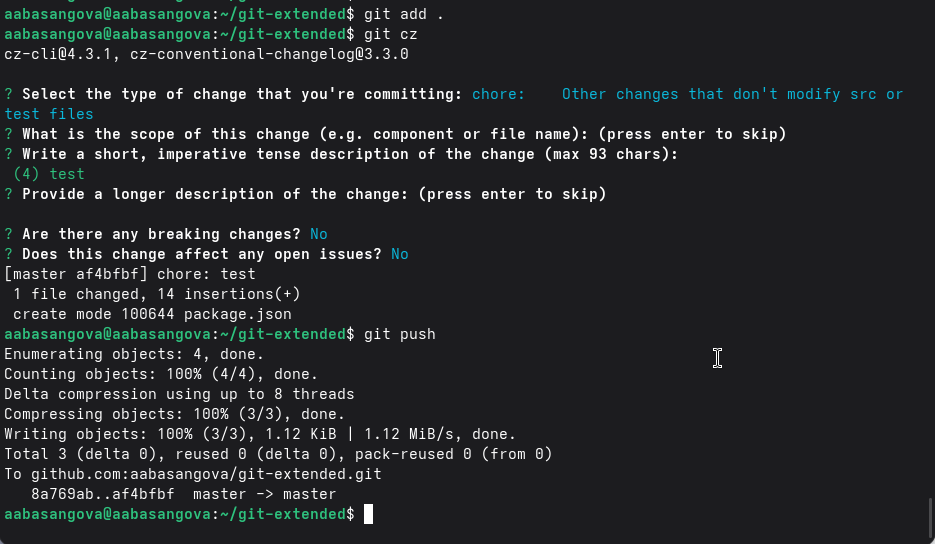 aabasangova@aabasangova:~/git-extended$ git add .
aabasangova@aabasangova:~/git-extended$ git cz
cz-cli@4.3.1, cz-conventional-changelog@3.3.0
? Select the type of change that you're committing: chore:    Other changes that don't modify src or
test files
? What is the scope of this change (e.g. component or file name): (press enter to skip)
? Write a short, imperative tense description of the change (max 93 chars):
 (4) test
? Provide a longer description of the change: (press enter to skip)
? Are there any breaking changes? No
? Does this change affect any open issues? No
[master af4bfbf] chore: test
 1 file changed, 14 insertions(+)
 create mode 100644 package.json
aabasangova@aabasangova:~/git-extended$ git push
Enumerating objects: 4, done.
Counting objects: 100% (4/4), done.
Delta compression using up to 8 threads
Compressing objects: 100% (3/3), done.
Writing objects: 100% (3/3), 1.12 KiB | 1.12 MiB/s, done.
Total 3 (delta 0), reused 0 (delta 0), pack-reused 0 (from 0)
To github.com:aabasangova/git-extended.git
   8a769ab..af4bfbf  master -> master
aabasangova@aabasangova:~/git-extended$